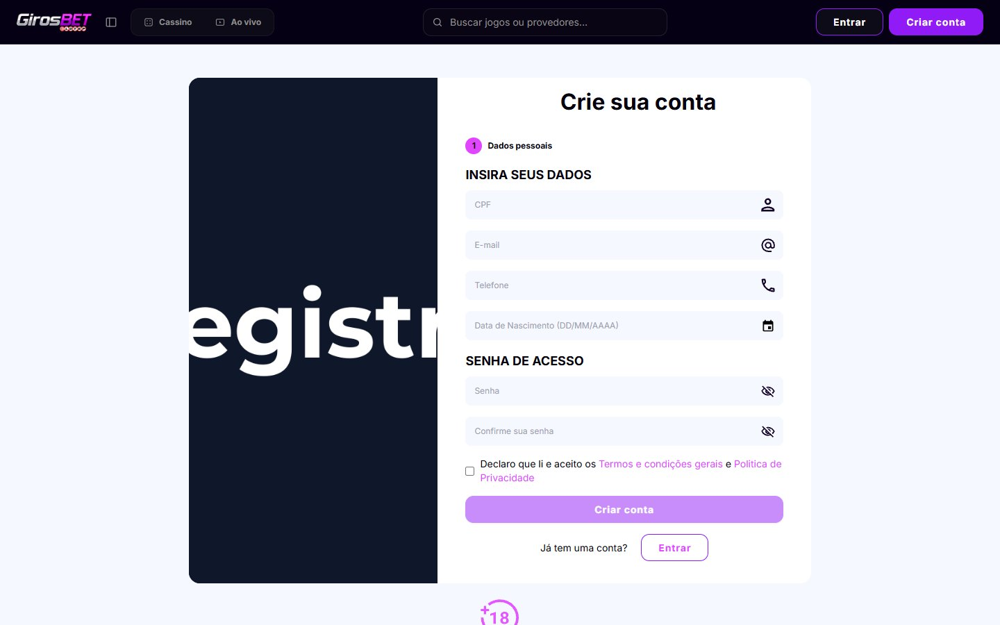 GirosBET
Cassino
Ao vivo
Buscar jogos ou provedores...
Entrar
Criar conta
egistr
Crie sua conta
1 Dados pessoais
INSIRA SEUS DADOS
CPF
E-mail
Telefone
Data de Nascimento (DD/MM/AAAA)
SENHA DE ACESSO
Senha
Confirme sua senha
Declaro que li e aceito os Termos e condições gerais e Politica de
Privacidade
Criar conta
Já tem uma conta? Entrar
+18